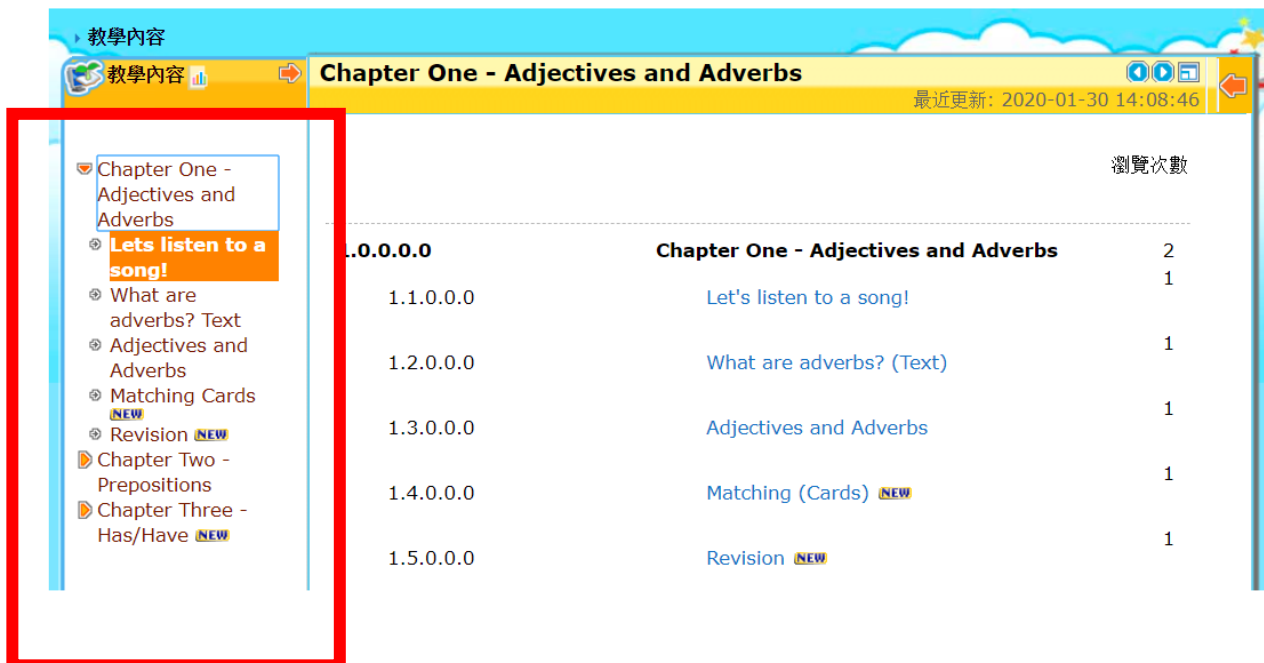 教學內容
教學內容
Chapter One - Adjectives and Adverbs
最近更新: 2020-01-30 14:08:46
Chapter One -
Adjectives and
Adverbs
Lets listen to a
song!
What are
adverbs? Text
Adjectives and
Adverbs
Matching Cards
NEW
Revision NEW
Chapter Two -
Prepositions
Chapter Three -
Has/Have NEW
瀏覽次數
1.0.0.0.0 Chapter One - Adjectives and Adverbs 2
1.1.0.0.0 Let's listen to a song! 1
1.2.0.0.0 What are adverbs? (Text) 1
1.3.0.0.0 Adjectives and Adverbs 1
1.4.0.0.0 Matching (Cards) NEW 1
1.5.0.0.0 Revision NEW 1